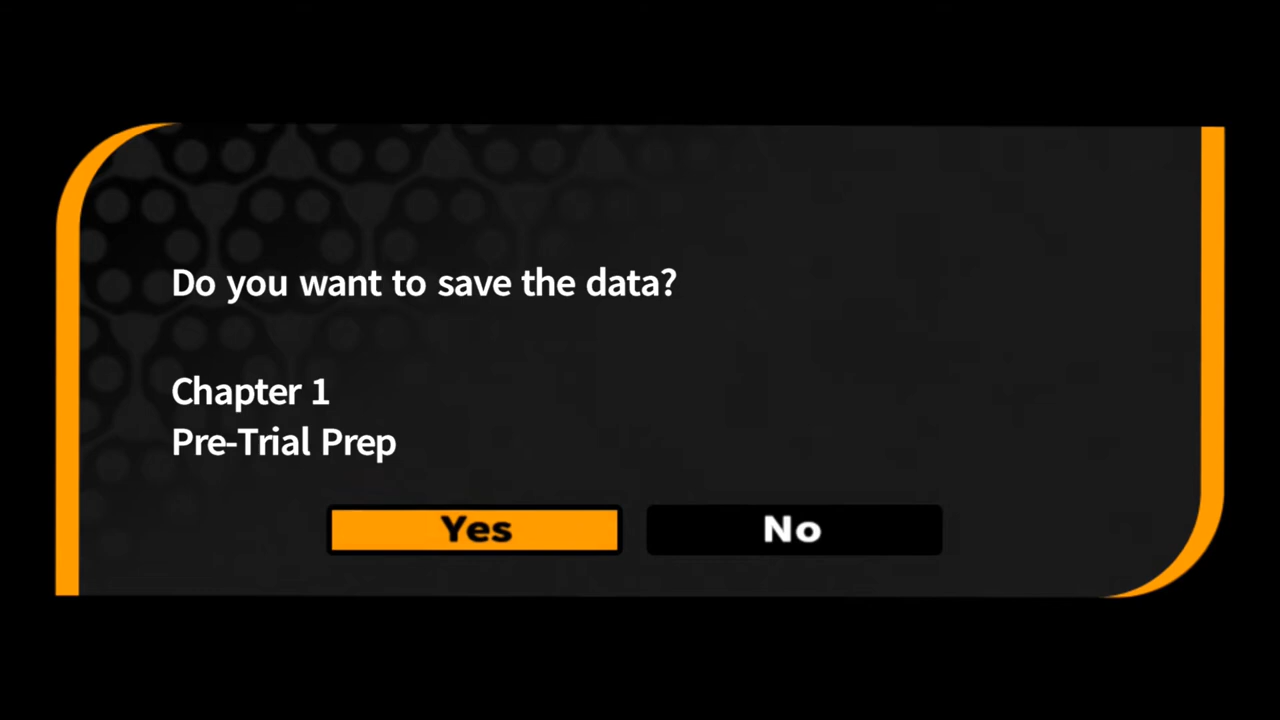 Do you want to save the data?
Chapter 1
Pre-Trial Prep
Yes No